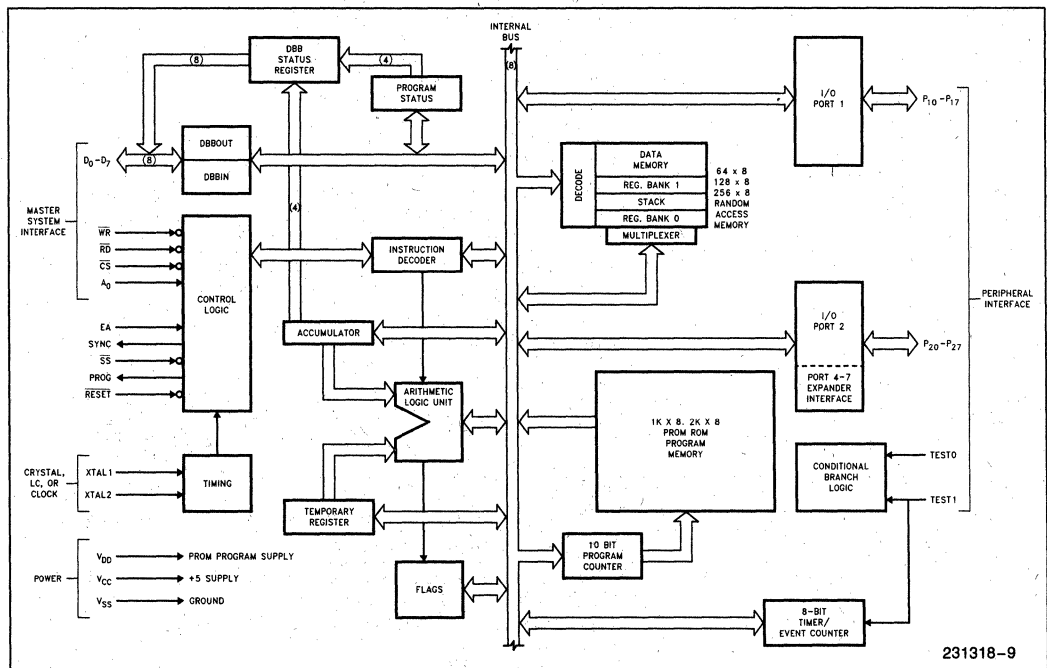 INTERNAL
BUS
(8)
DBB
STATUS
REGISTER
(8)
(4)
PROGRAM
STATUS
I/O
PORT 1
P10-P17
D0-D7
(8)
DBBOUT
DBBIN
DECODE
DATA
MEMORY
REG. BANK 1
STACK
REG. BANK 0
MULTIPLEXER
64 x 8
128 x 8
256 x 8
RANDOM
ACCESS
MEMORY
MASTER
SYSTEM
INTERFACE
WR
RD
CS
A0
(4)
CONTROL
LOGIC
INSTRUCTION
DECODER
PERIPHERAL
INTERFACE
EA
SYNC
SS
PROG
RESET
ACCUMULATOR
I/O
PORT 2
P20-P27
PORT 4-7
EXPANDER
INTERFACE
ARITHMETIC
LOGIC UNIT
1K X 8. 2K X 8
PROM ROM
PROGRAM
MEMORY
CRYSTAL,
LC, OR
CLOCK
XTAL1
XTAL2
TIMING
CONDITIONAL
BRANCH
LOGIC
TEST0
TEST1
TEMPORARY
REGISTER
10 BIT
PROGRAM
COUNTER
POWER
VDD
PROM PROGRAM SUPPLY
VCC
+5 SUPPLY
VSS
GROUND
FLAGS
8-BIT
TIMER/
EVENT COUNTER
231318-9